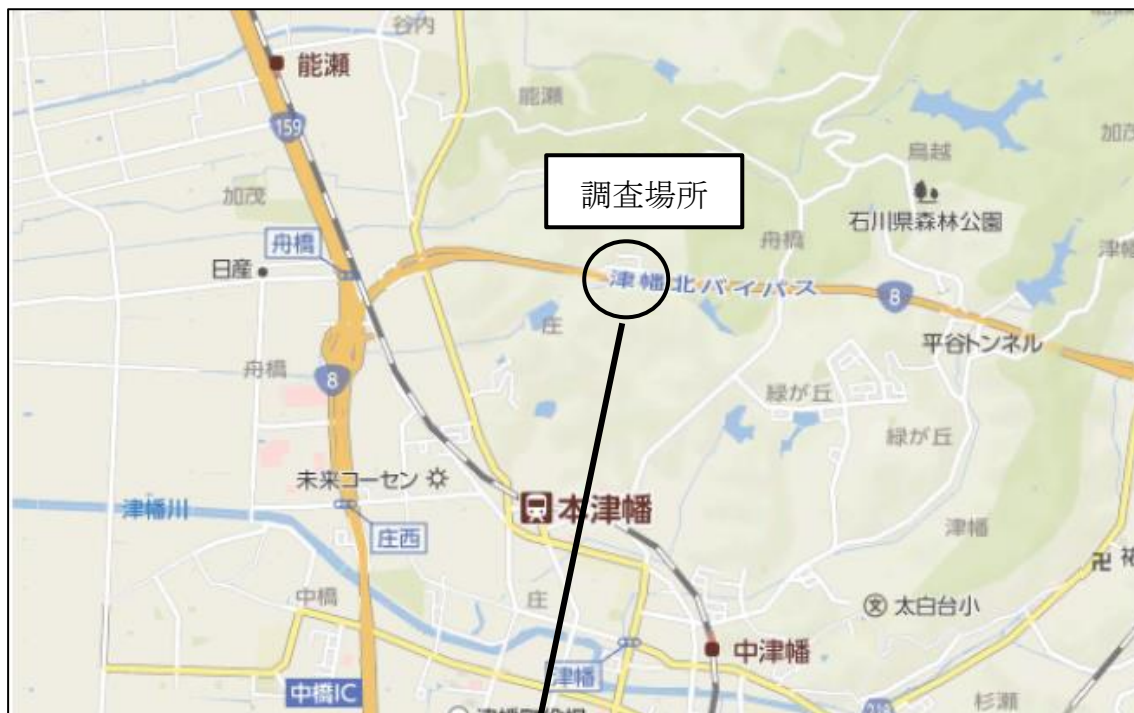 谷内
能瀬
能瀬
159
加茂
鳥越
加茂
調査場所
石川県森林公園
舟橋
舟橋
日産
津幡
津幡北バイパス
8
庄
平谷トンネル
舟橋
8
緑が丘
緑が丘
未来コーセン
本津幡
津幡川
庄西
津幡
中橋
庄
太白台小
中津幡
津幡
中橋IC
杉瀬